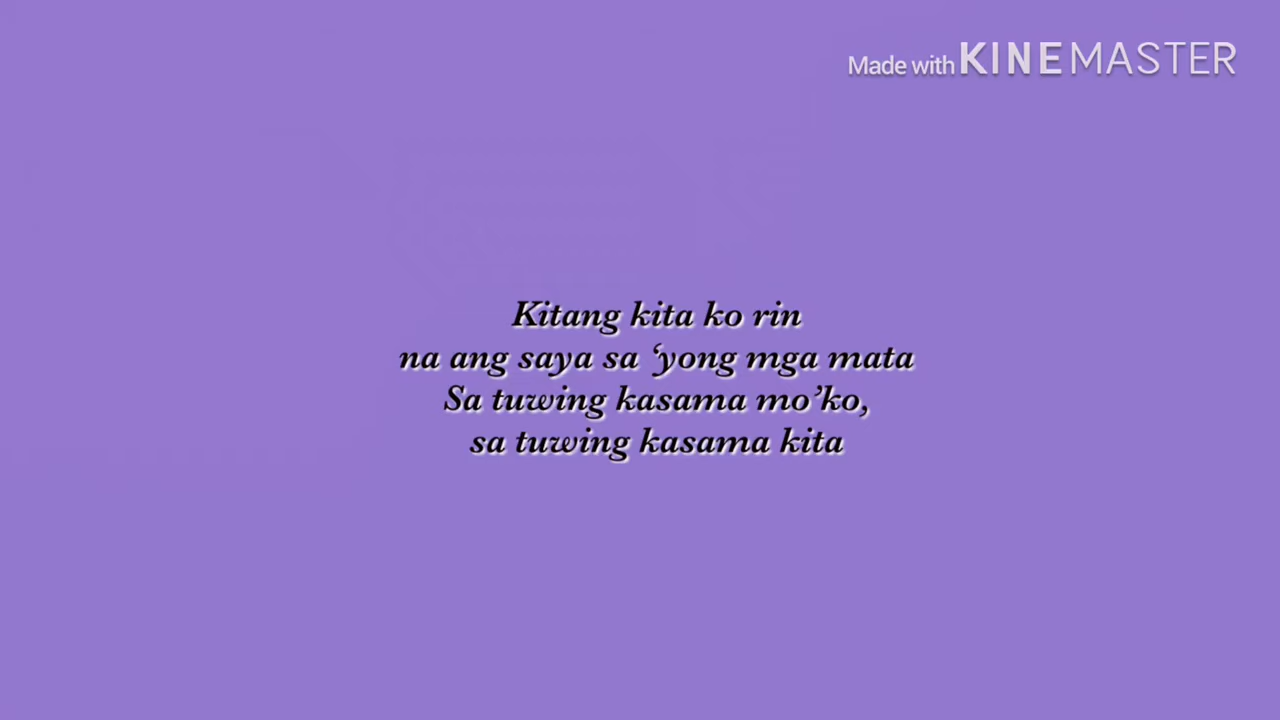 Made with KINEMASTER
Kitang kita ko rin
na ang saya sa ‘yong mga mata
Sa tuwing kasama mo’ko,
sa tuwing kasama kita